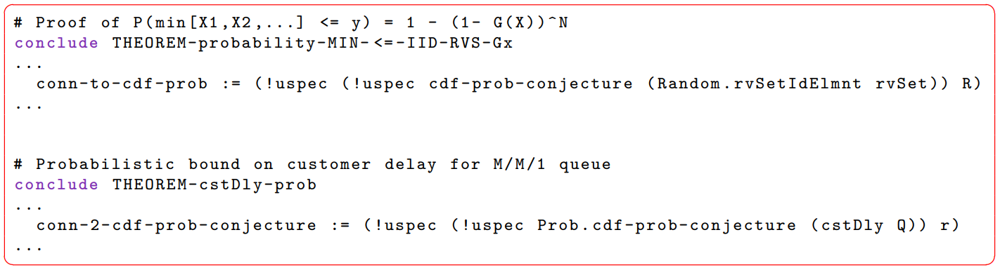 # Proof of P(min[X1,X2,...] <= y) = 1 - (1- G(X))^N
conclude THEOREM-probability-MIN-<=-IID-RVS-Gx
...
  conn-to-cdf-prob := (!uspec (!uspec cdf-prob-conjecture (Random.rvSetIdElmnt rvSet)) R)
...
# Probabilistic bound on customer delay for M/M/1 queue
conclude THEOREM-cstDly-prob
...
  conn-2-cdf-prob-conjecture := (!uspec (!uspec Prob.cdf-prob-conjecture (cstDly Q)) r)
...